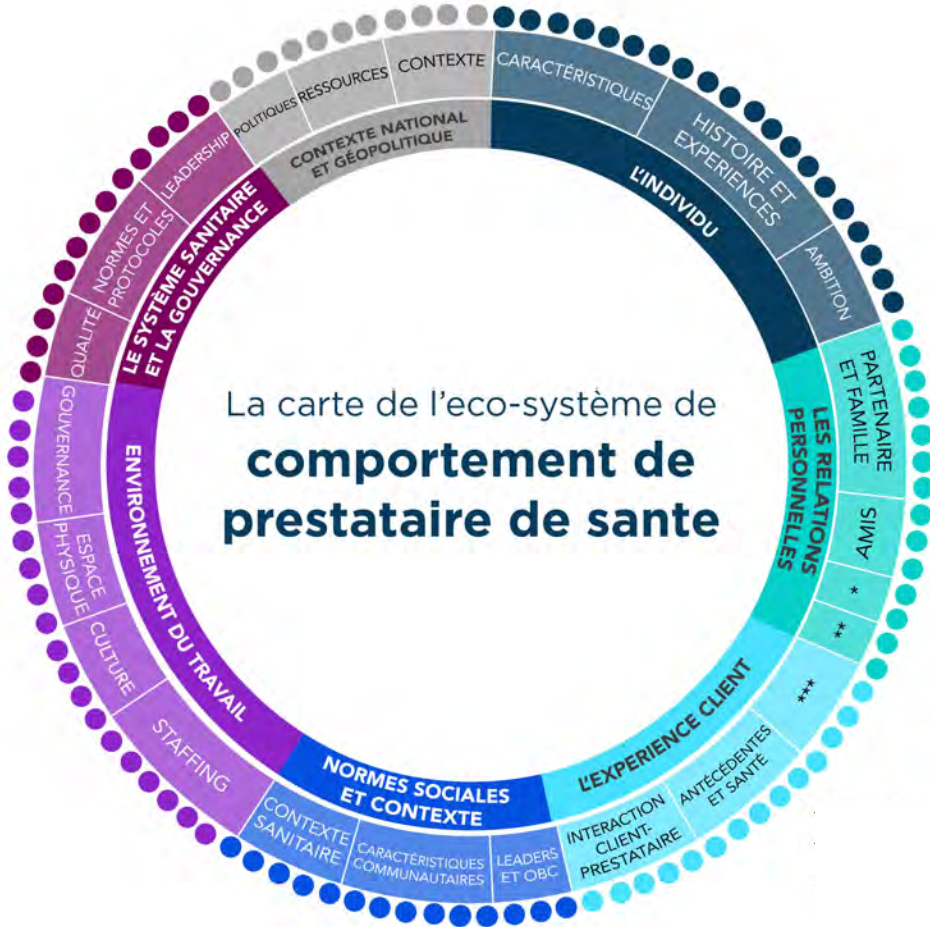 La carte de l'eco-système de
comportement de
prestataire de sante
L'INDIVIDU
CARACTÉRISTIQUES
HISTOIRE ET
EXPERIENCES
AMBITION
LES RELATIONS
PERSONNELLES
PARTENAIRE
ET FAMILLE
AMIS
*
**
L'EXPERIENCE CLIENT
***
ANTÉCÉDENTES
ET SANTÉ
INTERACTION
CLIENT-
PRESTATAIRE
NORMES SOCIALES
ET CONTEXTE
LEADERS
ET OBC
CARACTÉRISTIQUES
COMMUNAUTAIRES
CONTEXTE
SANITAIRE
ENVIRONNEMENT DU TRAVAIL
STAFFING
CULTURE
ESPACE
PHYSIQUE
GOUVERNANCE
LE SYSTÈME SANITAIRE
ET LA GOUVERNANCE
QUALITÉ
NORMES ET
PROTOCOLES
LEADERSHIP
CONTEXTE NATIONAL
ET GÉOPOLITIQUE
POLITIQUES
RESSOURCES
CONTEXTE